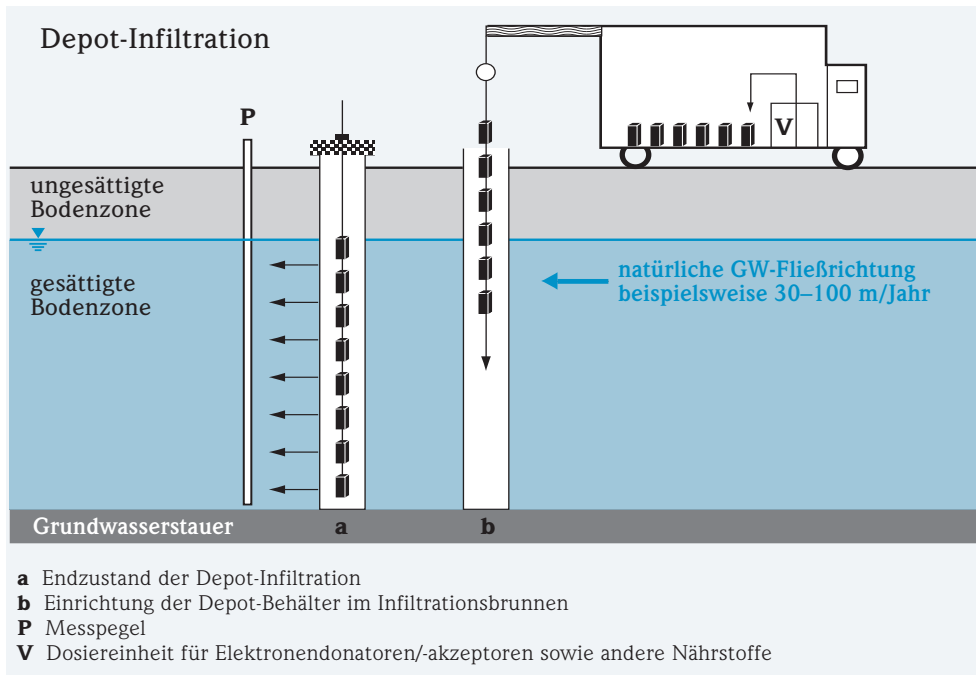 Depot-Infiltration
P
V
ungesättigte
Bodenzone
gesättigte
Bodenzone
natürliche GW-Fließrichtung
beispielsweise 30–100 m/Jahr
Grundwasserstauer
a
b
a Endzustand der Depot-Infiltration
b Einrichtung der Depot-Behälter im Infiltrationsbrunnen
P Messpegel
V Dosiereinheit für Elektronendonatoren/-akzeptoren sowie andere Nährstoffe